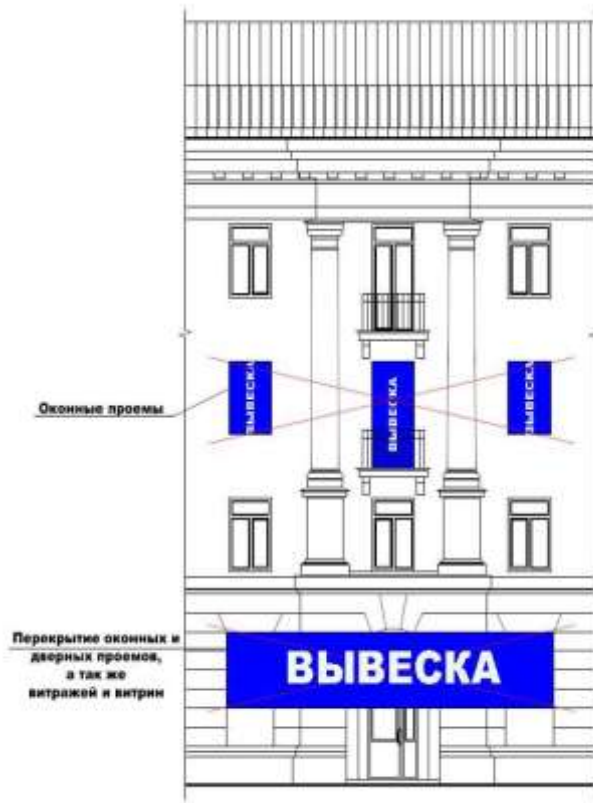 ВЫВЕСКА
ВЫВЕСКА
ВЫВЕСКА
Оконные проемы
Перекрытие оконных и
дверных проемов,
а так же
витражей и витрин
ВЫВЕСКА